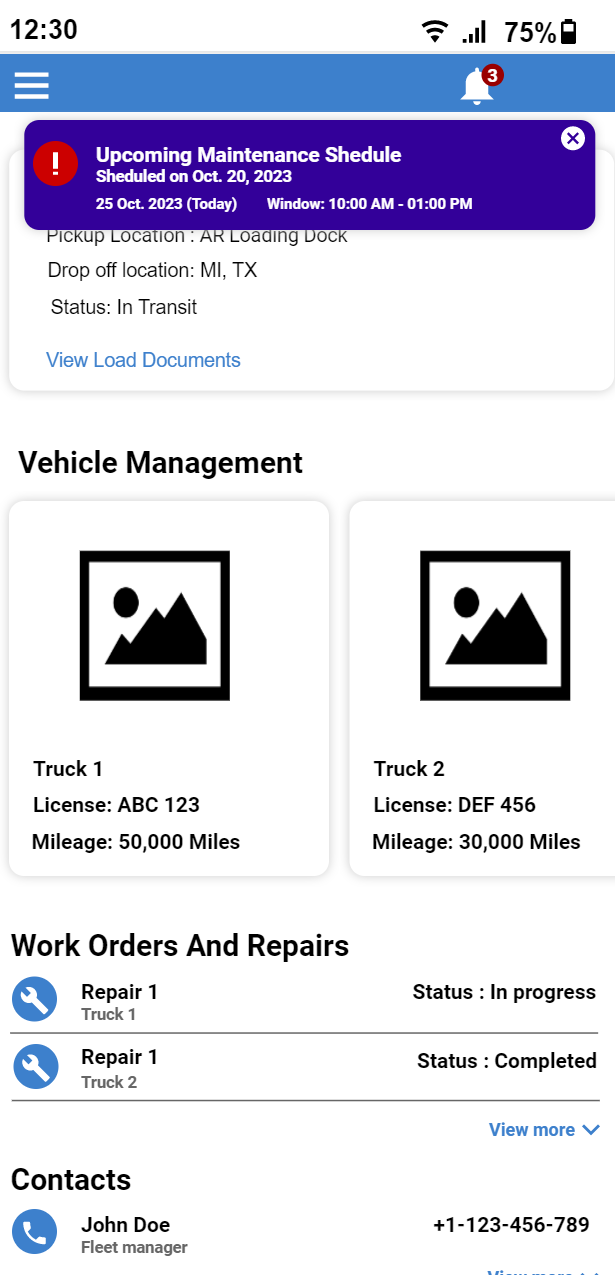 12:30 75%
3
Upcoming Maintenance Shedule
Sheduled on Oct. 20, 2023
25 Oct. 2023 (Today) Window: 10:00 AM - 01:00 PM
Pickup Location : AR Loading Dock
Drop off location: MI, TX
Status: In Transit
View Load Documents
Vehicle Management
Truck 1
License: ABC 123
Mileage: 50,000 Miles
Truck 2
License: DEF 456
Mileage: 30,000 Miles
Work Orders And Repairs
Repair 1 Status : In progress
Truck 1
Repair 1 Status : Completed
Truck 2
View more
Contacts
John Doe +1-123-456-789
Fleet manager
View more